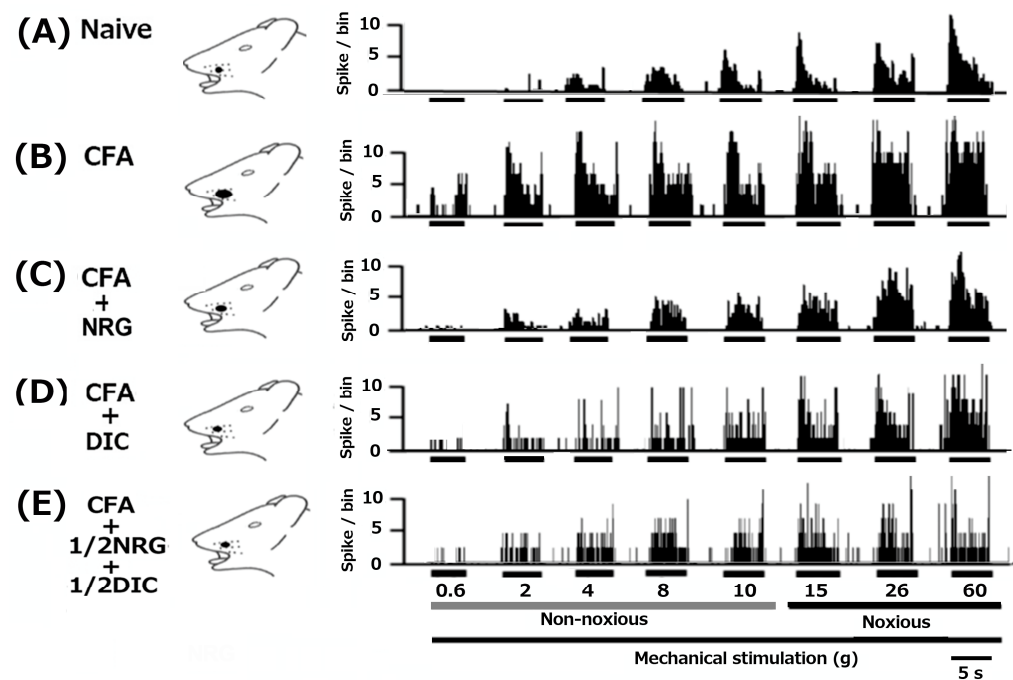 (A) Naive
Spike / bin
10
5
0
(B) CFA
Spike / bin
10
5
0
(C) CFA
+
NRG
Spike / bin
10
5
0
(D) CFA
+
DIC
Spike / bin
10
5
0
(E) CFA
+
1/2NRG
+
1/2DIC
Spike / bin
10
5
0
0.6 2 4 8 10 15 26 60
Non-noxious Noxious
Mechanical stimulation (g)
5 s